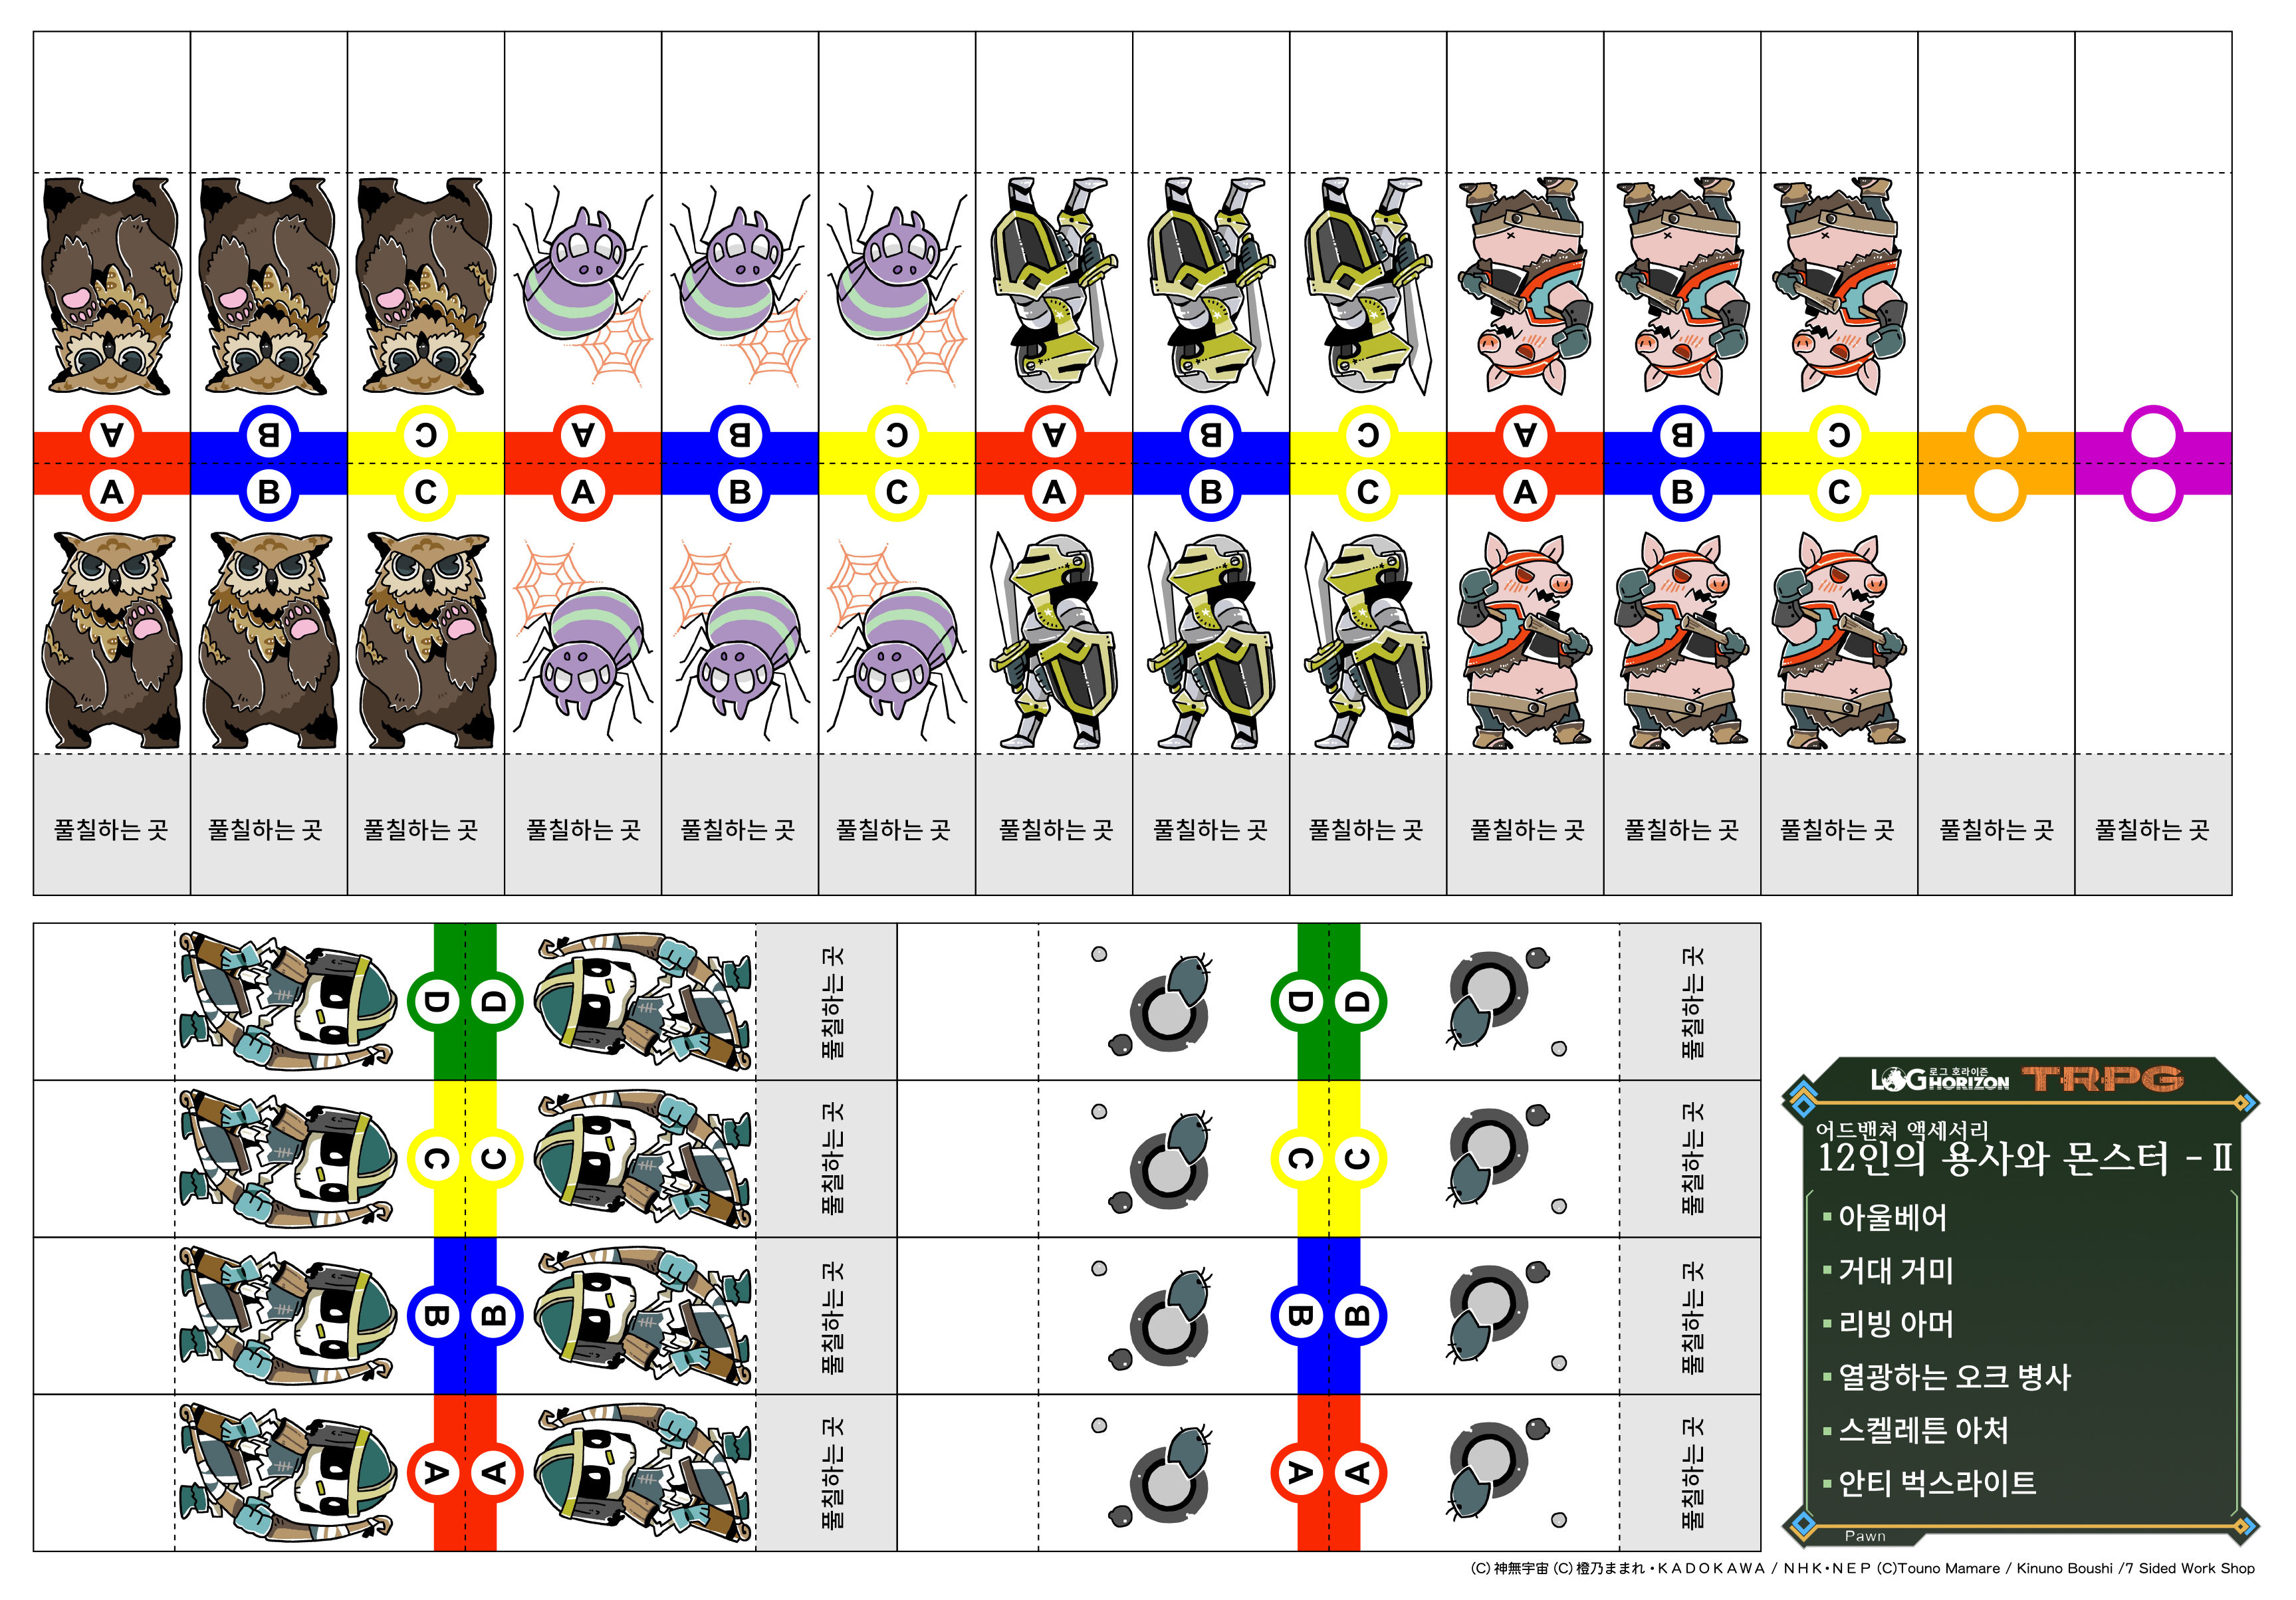 A B C A B C A B C A B C
A B C A B C A B C A B C
풀칠하는 곳 풀칠하는 곳 풀칠하는 곳 풀칠하는 곳 풀칠하는 곳 풀칠하는 곳 풀칠하는 곳 풀칠하는 곳 풀칠하는 곳 풀칠하는 곳 풀칠하는 곳 풀칠하는 곳 풀칠하는 곳 풀칠하는 곳
D D 풀칠하는 곳 D D 풀칠하는 곳
C C 풀칠하는 곳 C C 풀칠하는 곳
B B 풀칠하는 곳 B B 풀칠하는 곳
A A 풀칠하는 곳 A A 풀칠하는 곳
로그 호라이즌
LOG HORIZON TRPG
어드밴쳐 액세서리
12인의 용사와 몬스터 - II
▪ 아울베어
▪ 거대 거미
▪ 리빙 아머
▪ 열광하는 오크 병사
▪ 스켈레튼 아처
▪ 안티 벅스라이트
Pawn
(C) 神無宇宙 (C) 橙乃ままれ・KADOKAWA / NHK・NEP (C)Touno Mamare / Kinuno Boushi /7 Sided Work Shop